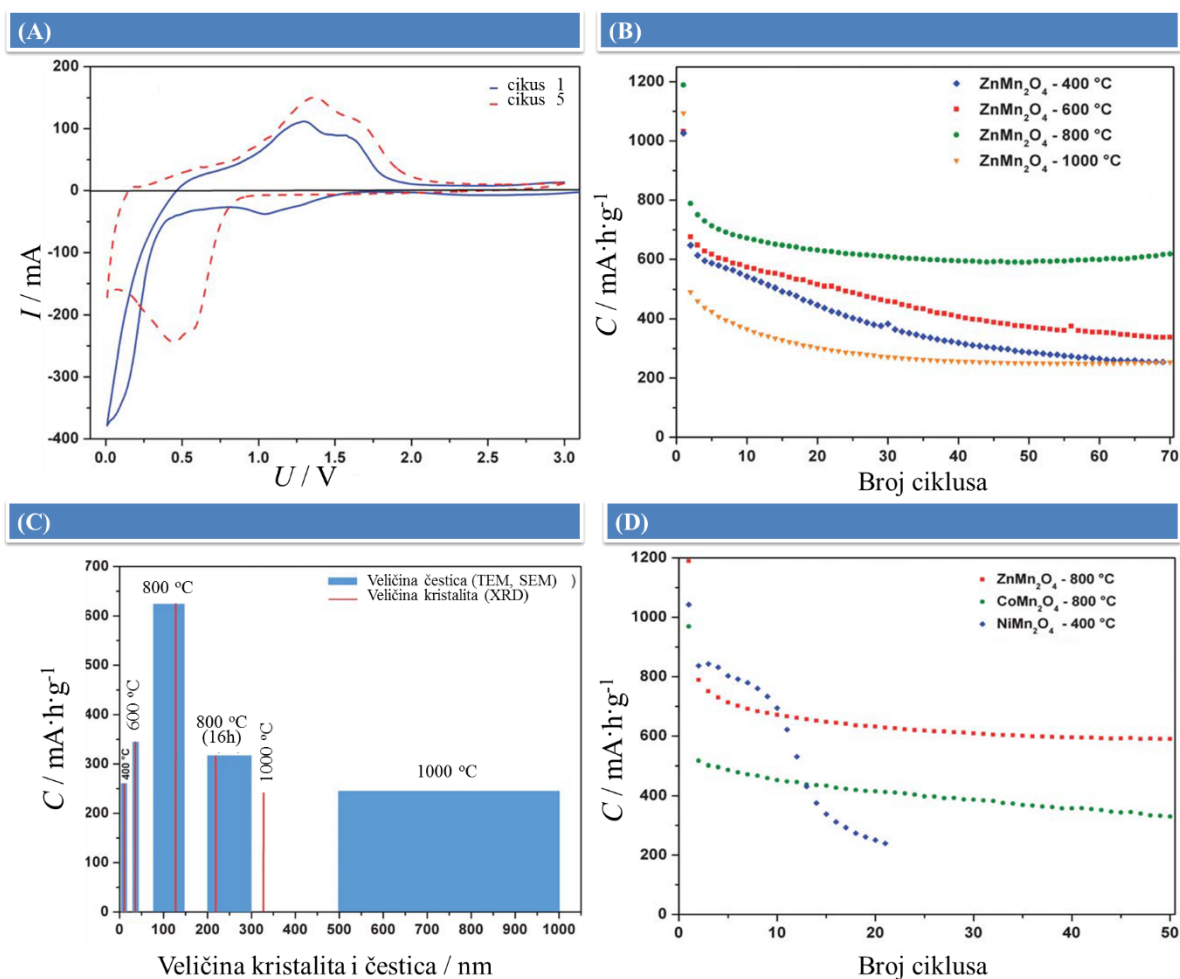 (A)
200
100
0
-100
-200
-300
-400
I / mA
cikus 1
cikus 5
0.0
0.5
1.0
1.5
2.0
2.5
3.0
U / V
(B)
1200
1000
800
600
400
200
0
C / mA·h·g-1
ZnMn2O4 - 400 °C
ZnMn2O4 - 600 °C
ZnMn2O4 - 800 °C
ZnMn2O4 - 1000 °C
0
10
20
30
40
50
60
70
Broj ciklusa
(C)
700
600
500
400
300
200
100
0
C / mA·h·g-1
Veličina čestica (TEM, SEM) )
Veličina kristalita (XRD)
400 °C
600 °C
800 °C
800 °C
(16h)
1000 °C
1000 °C
0
100
200
300
400
500
600
700
800
900
1000
Veličina kristalita i čestica / nm
(D)
1200
1000
800
600
400
200
0
C / mA·h·g-1
ZnMn2O4 - 800 °C
CoMn2O4 - 800 °C
NiMn2O4 - 400 °C
0
10
20
30
40
50
Broj ciklusa